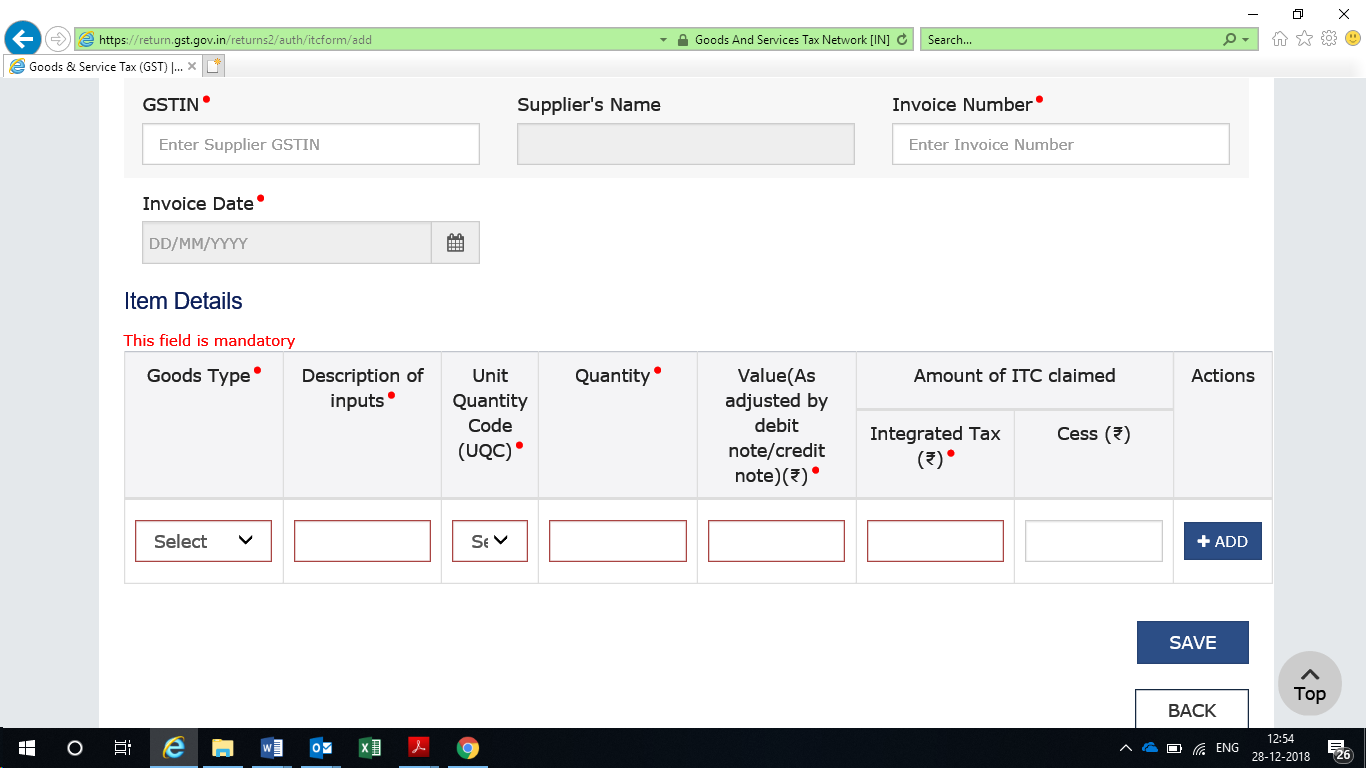 https://return.gst.gov.in/returns2/auth/itcform/add
Goods And Services Tax Network [IN]
Search...
Goods & Service Tax (GST) |...
GSTIN
Supplier's Name
Invoice Number
Enter Supplier GSTIN
Enter Invoice Number
Invoice Date
DD/MM/YYYY
Item Details
This field is mandatory
Goods Type
Description of
inputs
Unit
Quantity
Code
(UQC)
Quantity
Value(As
adjusted by
debit
note/credit
note)(₹)
Amount of ITC claimed
Integrated Tax
(₹)
Cess (₹)
Actions
Select
Se
+ ADD
SAVE
BACK
Top
ENG
12:54
28-12-2018
26